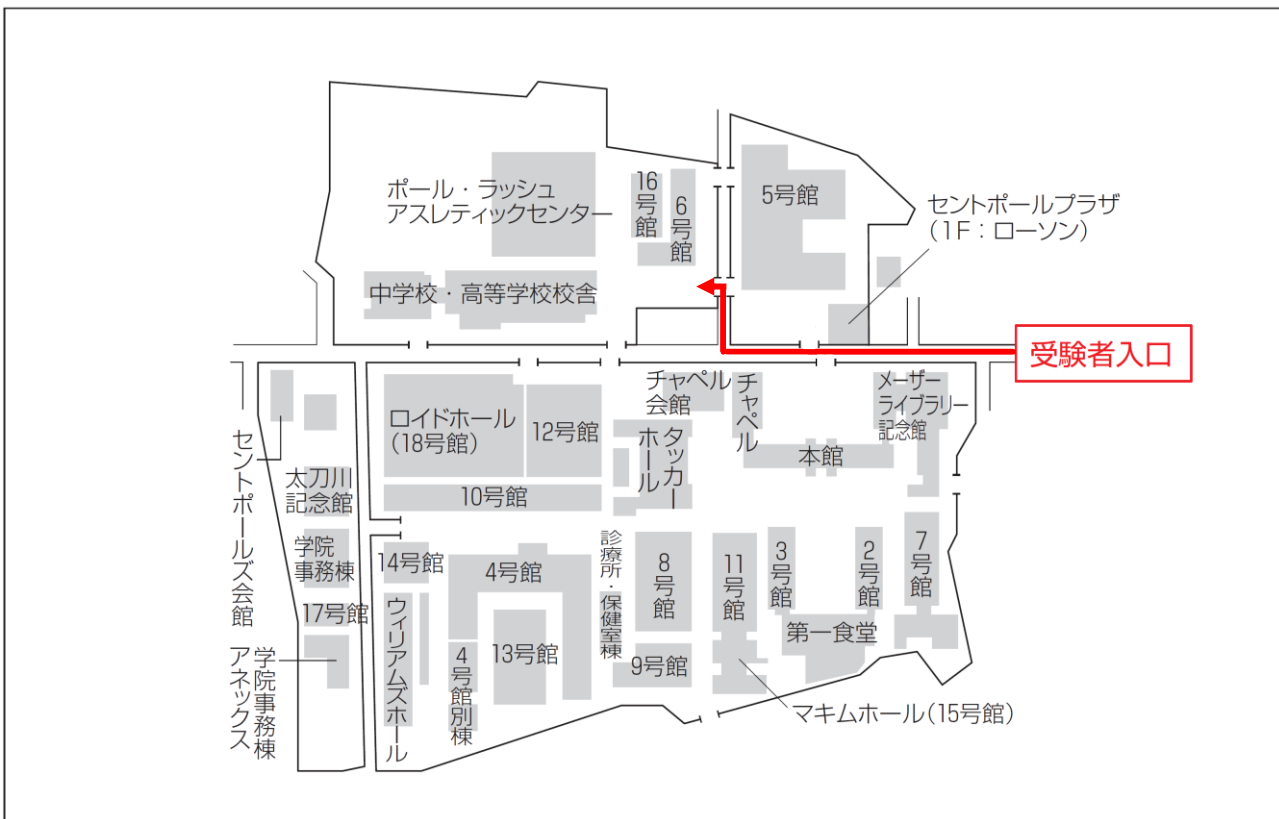 ポール・ラッシュ
アスレティックセンター
16号館
6号館
5号館
セントポールプラザ
(1F：ローソン)
中学校・高等学校校舎
受験者入口
チャペル
会館
チャペル
メーザー
ライブラリー
記念館
ロイドホール
(18号館)
12号館
タッカー
ホール
本館
セントポールズ会館
太刀川
記念館
10号館
学院
事務棟
14号館
4号館
診療所・保健室棟
8号館
11号館
3号館
2号館
7号館
17号館
ウィリアムズホール
13号館
第一食堂
学院事務棟
アネックス
4号館別棟
9号館
マキムホール(15号館)